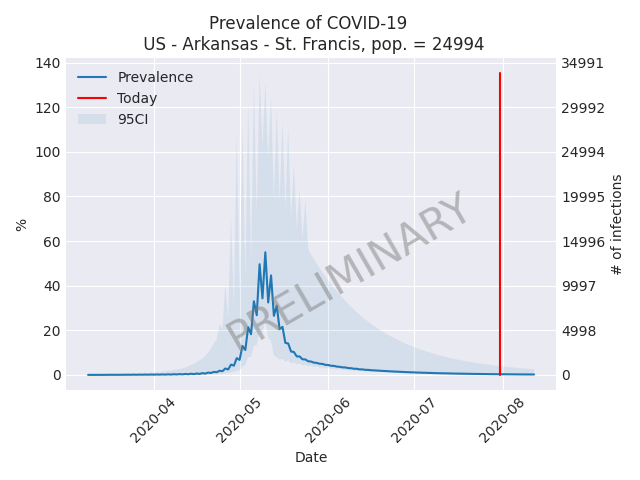 Prevalence of COVID-19
US - Arkansas - St. Francis, pop. = 24994
140
120
100
80
60
40
20
0
%
34991
29992
24994
19995
14996
9997
4998
0
# of infections
Prevalence
Today
95CI
PRELIMINARY
2020-04
2020-05
2020-06
2020-07
2020-08
Date